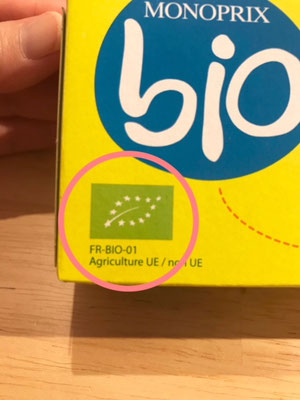 MONOPRIX
bio
FR-BIO-01
Agriculture UE / non UE